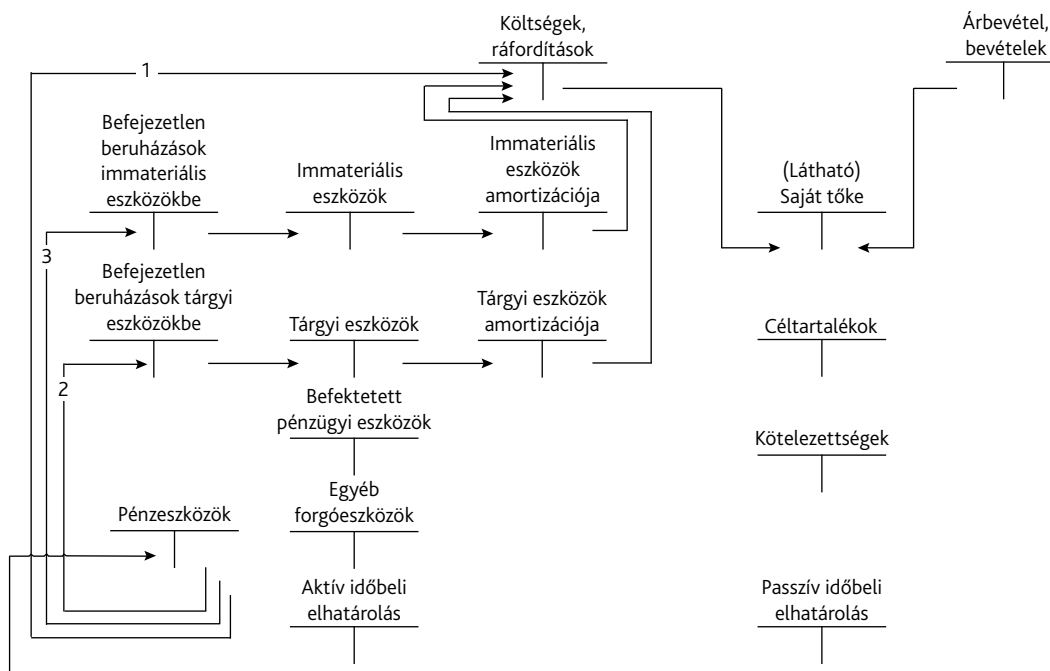 Költségek,
ráfordítások
Árbevétel,
bevételek
1
Befejezetlen
beruházások
immateriális
eszközökbe
Immateriális
eszközök
Immateriális
eszközök
amortizációja
(Látható)
Saját tőke
3
Befejezetlen
beruházások tárgyi
eszközökbe
Tárgyi eszközök
Tárgyi eszközök
amortizációja
Céltartalékok
2
Befektetett
pénzügyi eszközök
Kötelezettségek
Pénzeszközök
Egyéb
forgóeszközök
Aktív időbeli
elhatárolás
Passzív időbeli
elhatárolás